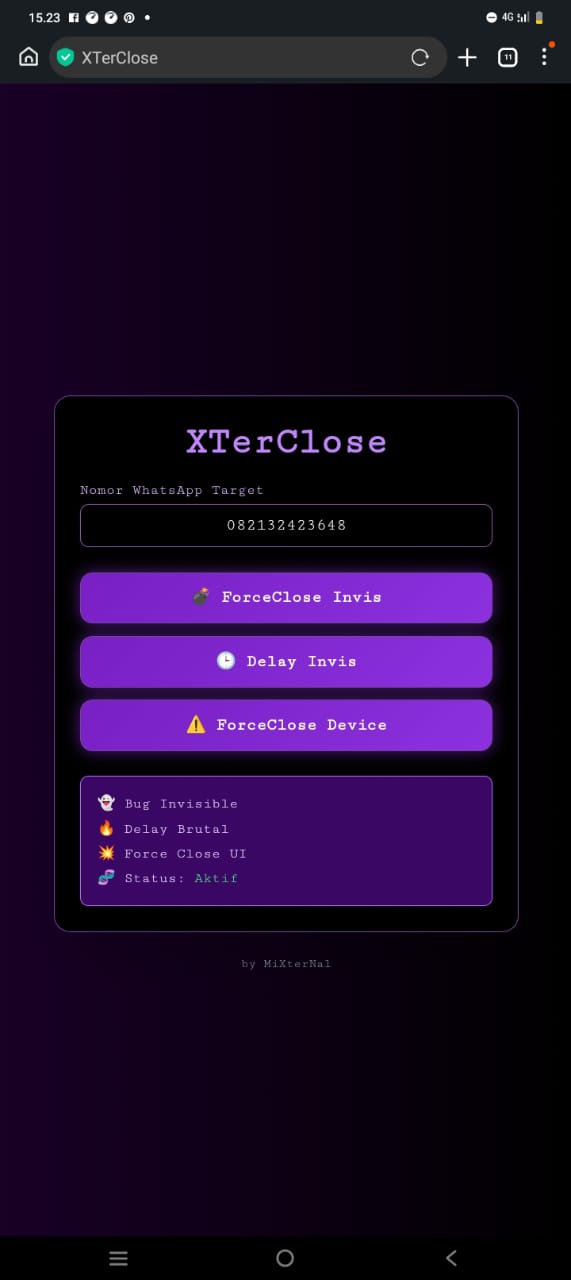 15.23
4G
XTerClose
11
XTerClose
Nomor WhatsApp Target
082132423648
💣 ForceClose Invis
🕒 Delay Invis
⚠️ ForceClose Device
👻 Bug Invisible
🔥 Delay Brutal
💥 Force Close UI
🧬 Status: Aktif
by MiXterNal